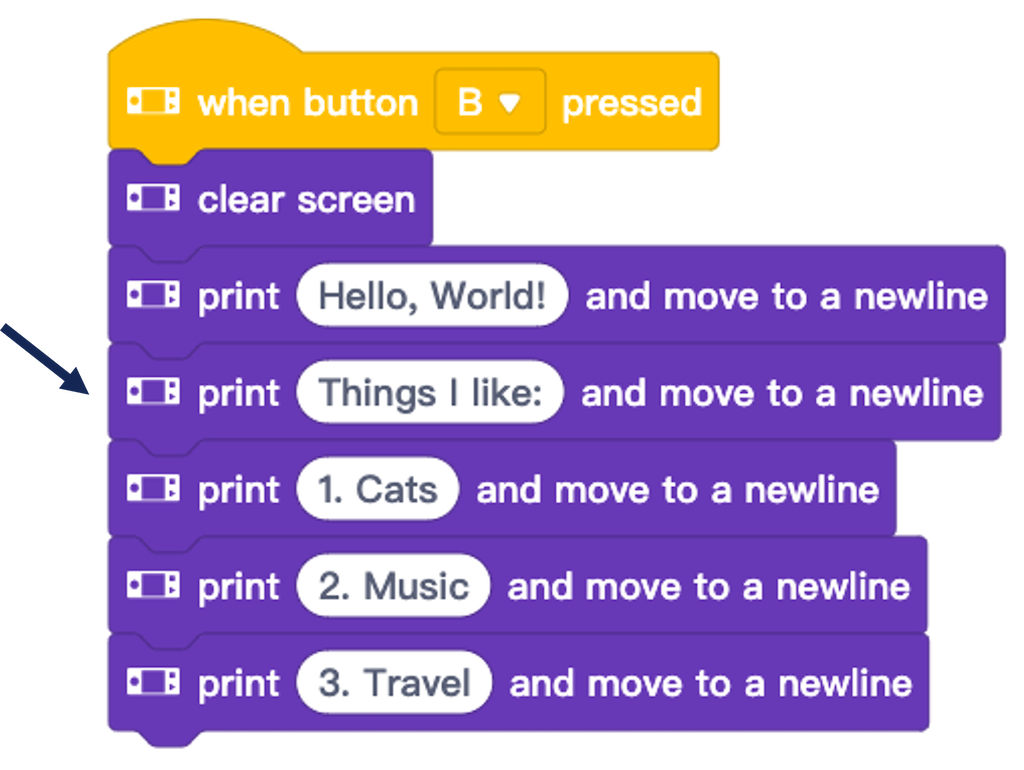 when button B pressed
clear screen
print Hello, World! and move to a newline
print Things I like: and move to a newline
print 1. Cats and move to a newline
print 2. Music and move to a newline
print 3. Travel and move to a newline